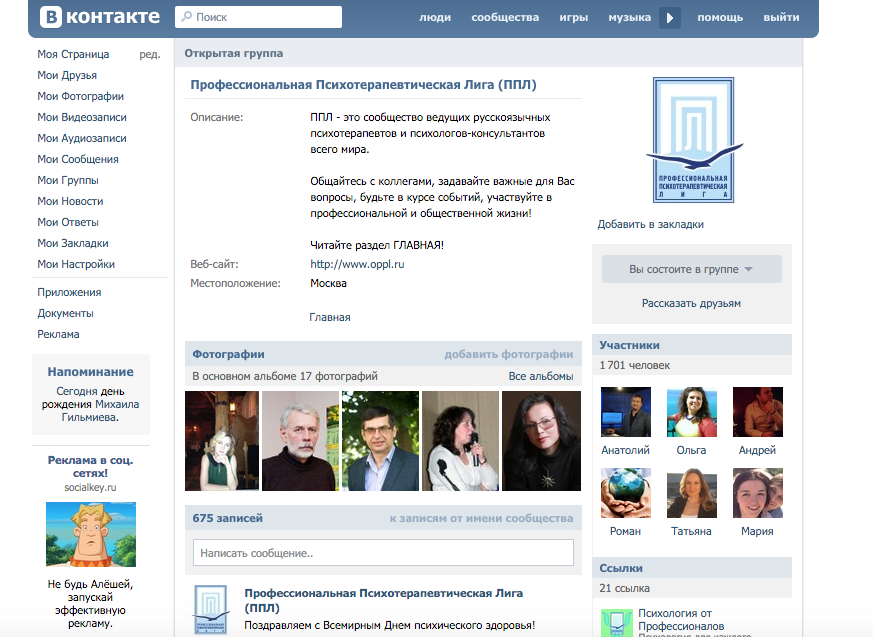 В контакте
Поиск
люди сообщества игры музыка помощь выйти
Моя Страница ред.
Мои Друзья
Мои Фотографии
Мои Видеозаписи
Мои Аудиозаписи
Мои Сообщения
Мои Группы
Мои Новости
Мои Ответы
Мои Закладки
Мои Настройки
Приложения
Документы
Реклама
Напоминание
Сегодня день
рождения Михаила
Гильмиева.
Реклама в соц.
сетях!
socialkey.ru
Не будь Алёшей,
запускай
эффективную
рекламу.
Открытая группа
Профессиональная Психотерапевтическая Лига (ППЛ)
Описание:
ППЛ - это сообщество ведущих русскоязычных
психотерапевтов и психологов-консультантов
всего мира.
Общайтесь с коллегами, задавайте важные для Вас
вопросы, будьте в курсе событий, участвуйте в
профессиональной и общественной жизни!
Читайте раздел ГЛАВНАЯ!
Веб-сайт: http://www.oppl.ru
Местоположение: Москва
Главная
Фотографии добавить фотографии
В основном альбоме 17 фотографий Все альбомы
675 записей к записям от имени сообщества
Написать сообщение..
Профессиональная Психотерапевтическая Лига
(ППЛ)
Поздравляем с Всемирным Днем психического здоровья!
ПРОФЕССИОНАЛЬНАЯ
ПСИХОТЕРАПЕВТИЧЕСКАЯ
ЛИГА
Добавить в закладки
Вы состоите в группе
Рассказать друзьям
Участники
1 701 человек
Анатолий Ольга Андрей
Роман Татьяна Мария
Ссылки
21 ссылка
Психология от
Профессионалов
Психология для каждого